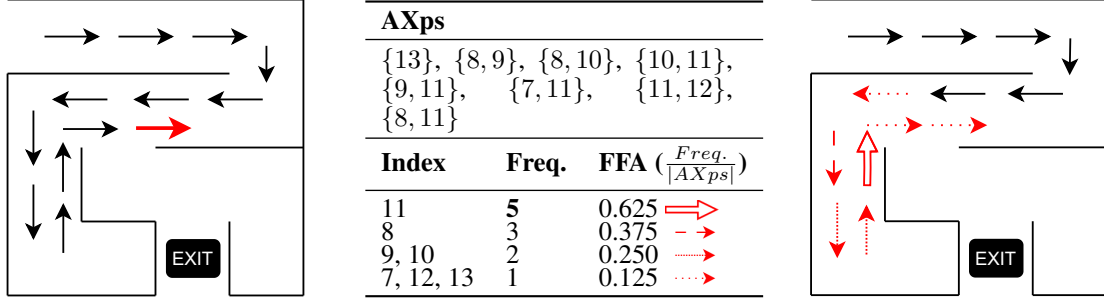 AXps
{13}, {8, 9}, {8, 10}, {10, 11},
{9, 11}, {7, 11}, {11, 12},
{8, 11}
Index Freq. FFA (Freq./|AXps|)
11 5 0.625
8 3 0.375
9, 10 2 0.250
7, 12, 13 1 0.125
EXIT
EXIT